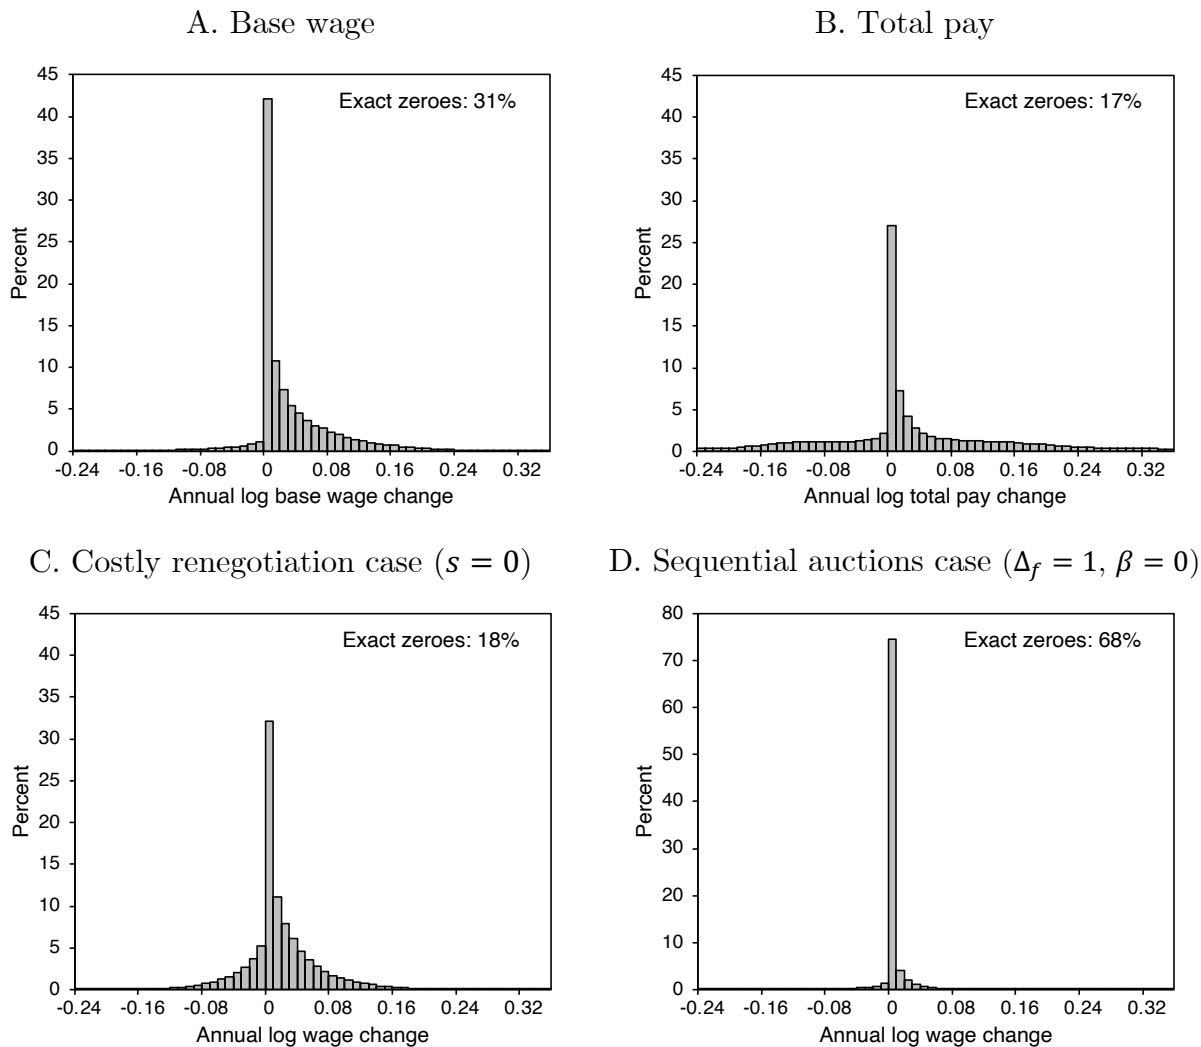 A. Base wage
Exact zeroes: 31%
45
40
35
30
25
20
15
10
5
0
Percent
-0.24 -0.16 -0.08 0 0.08 0.16 0.24 0.32
Annual log base wage change
B. Total pay
Exact zeroes: 17%
45
40
35
30
25
20
15
10
5
0
Percent
-0.24 -0.16 -0.08 0 0.08 0.16 0.24 0.32
Annual log total pay change
C. Costly renegotiation case (s = 0)
Exact zeroes: 18%
45
40
35
30
25
20
15
10
5
0
Percent
-0.24 -0.16 -0.08 0 0.08 0.16 0.24 0.32
Annual log wage change
D. Sequential auctions case (Δ_f = 1, β = 0)
Exact zeroes: 68%
80
70
60
50
40
30
20
10
0
Percent
-0.24 -0.16 -0.08 0 0.08 0.16 0.24 0.32
Annual log wage change